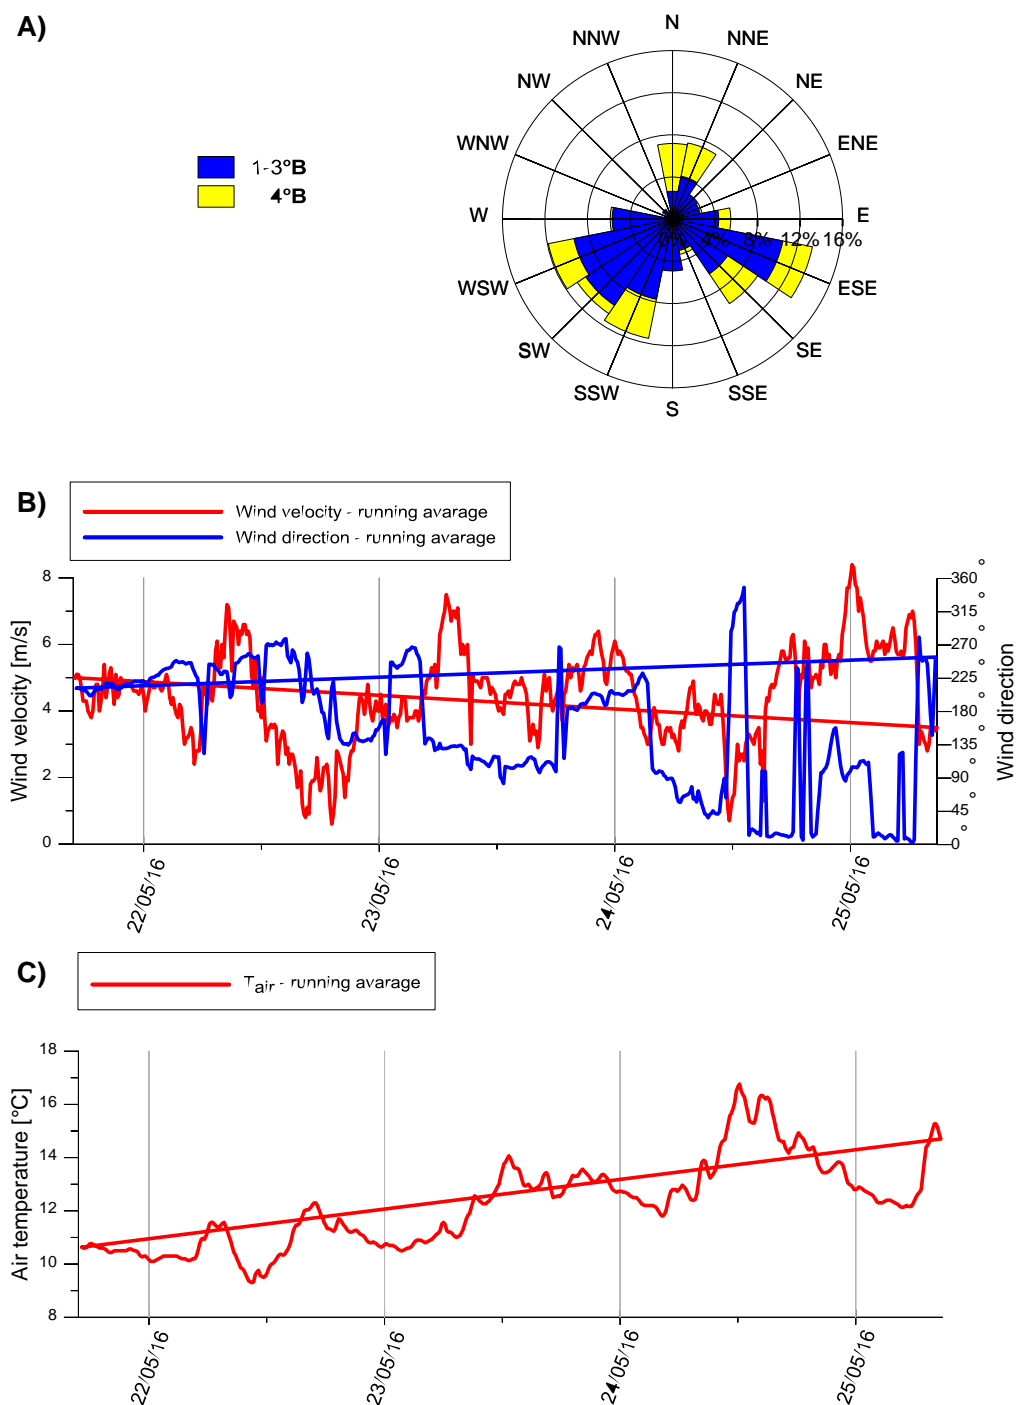 A)
N
NNW
NNE
NW
NE
WNW
ENE
1-3°B
4°B
W
E
0% 4% 8% 12% 16%
WSW
ESE
SW
SE
SSW
SSE
S
B)
Wind velocity - running avarage
Wind direction - running avarage
8
6
4
2
0
Wind velocity [m/s]
360°
315°
270°
225°
180°
135°
90°
45°
0°
Wind direction
22/05/16
23/05/16
24/05/16
25/05/16
C)
Tair - running avarage
18
16
14
12
10
8
Air temperature [°C]
22/05/16
23/05/16
24/05/16
25/05/16